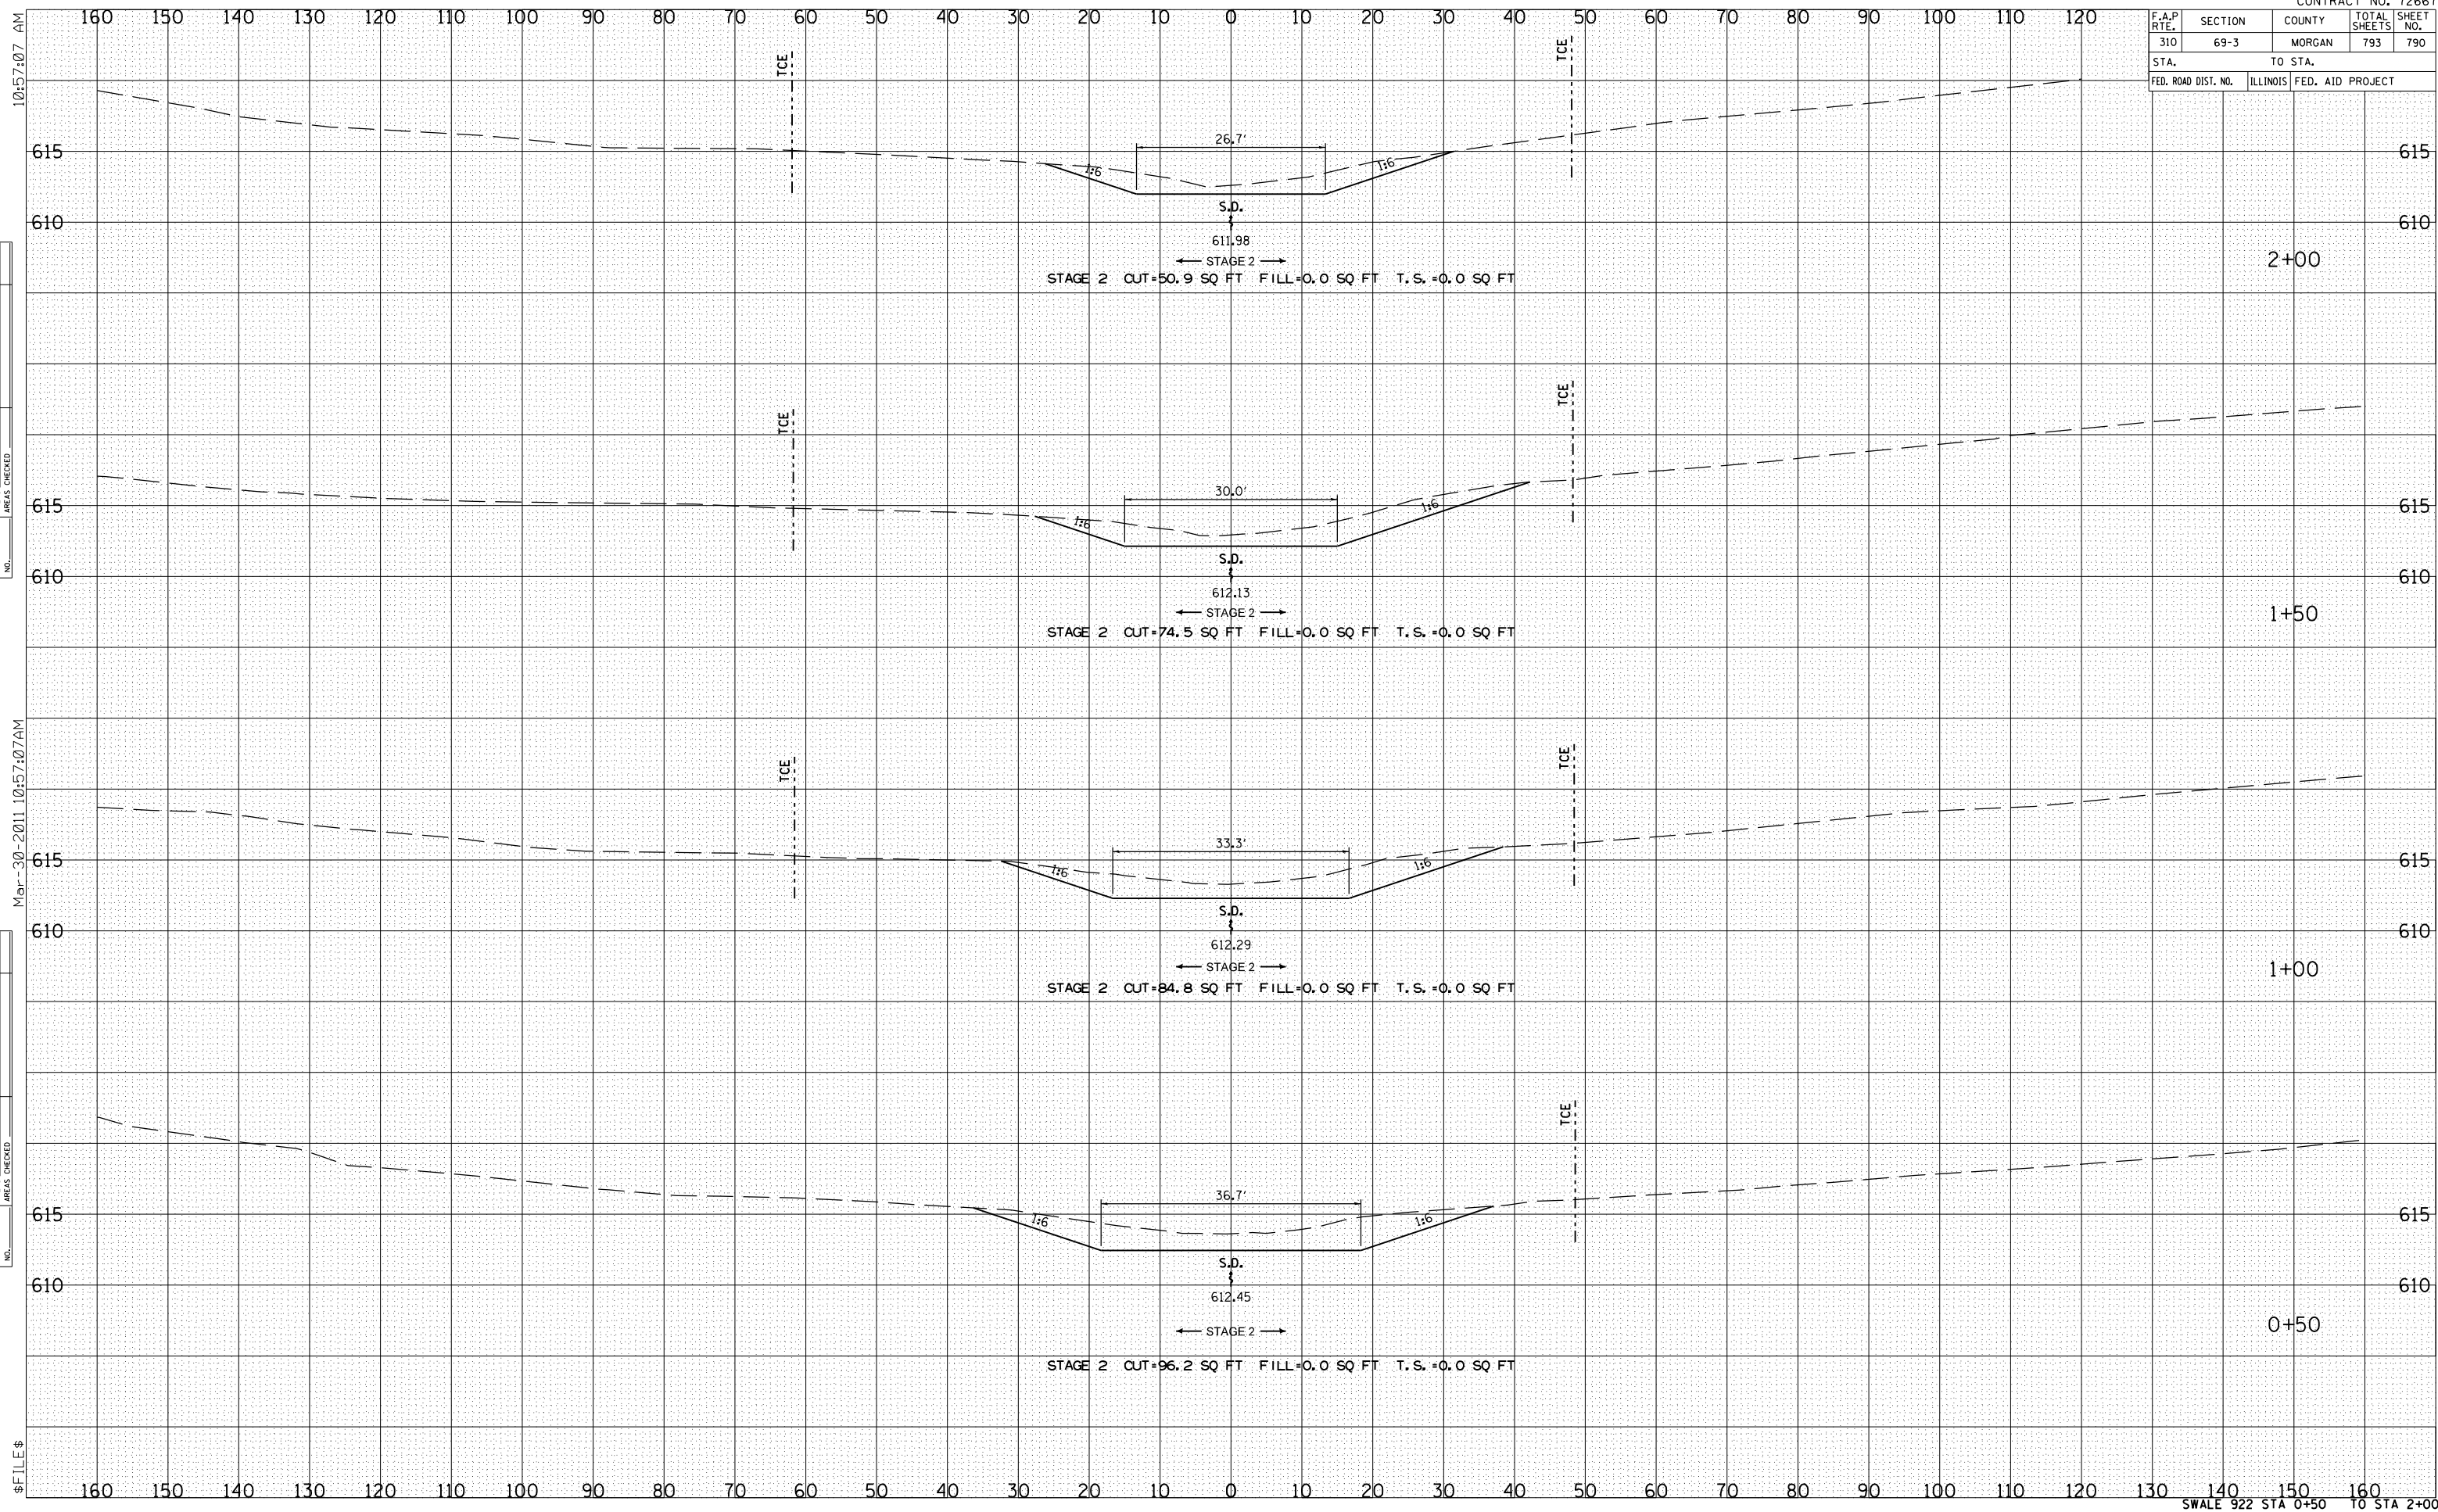 CONTRACT NO. 72667
160 150 140 130 120 110 100 90 80 70 60 50 40 30 20 10 0 10 20 30 40 50 60 70 80 90 100 110 120
F.A.P RTE. SECTION COUNTY TOTAL SHEETS SHEET NO.
310 69-3 MORGAN 793 790
STA. TO STA.
FED. ROAD DIST. NO. ILLINOIS FED. AID PROJECT
10:57:07 AM
TCE TCE
26.7'
615 615
1:6 1:6
S.D.
610 610
611.98
2+00
STAGE 2
STAGE 2 CUT=50.9 SQ FT FILL=0.0 SQ FT T.S.=0.0 SQ FT
TCE TCE
AREAS CHECKED
NO.
30.0'
615 615
1:6 1:6
S.D.
610 610
612.13
STAGE 2
1+50
STAGE 2 CUT=74.5 SQ FT FILL=0.0 SQ FT T.S.=0.0 SQ FT
Mar-30-2011 10:57:07AM
TCE TCE
33.3'
615 615
1:6 1:6
S.D.
610 610
612.29
STAGE 2
1+00
STAGE 2 CUT=84.8 SQ FT FILL=0.0 SQ FT T.S.=0.0 SQ FT
TCE
AREAS CHECKED
NO.
36.7'
615 615
1:6 1:6
S.D.
610 610
612.45
0+50
STAGE 2
STAGE 2 CUT=96.2 SQ FT FILL=0.0 SQ FT T.S.=0.0 SQ FT
$FILE$
160 150 140 130 120 110 100 90 80 70 60 50 40 30 20 10 0 10 20 30 40 50 60 70 80 90 100 110 120 130 140 150 160
SWALE 922 STA 0+50 TO STA 2+00